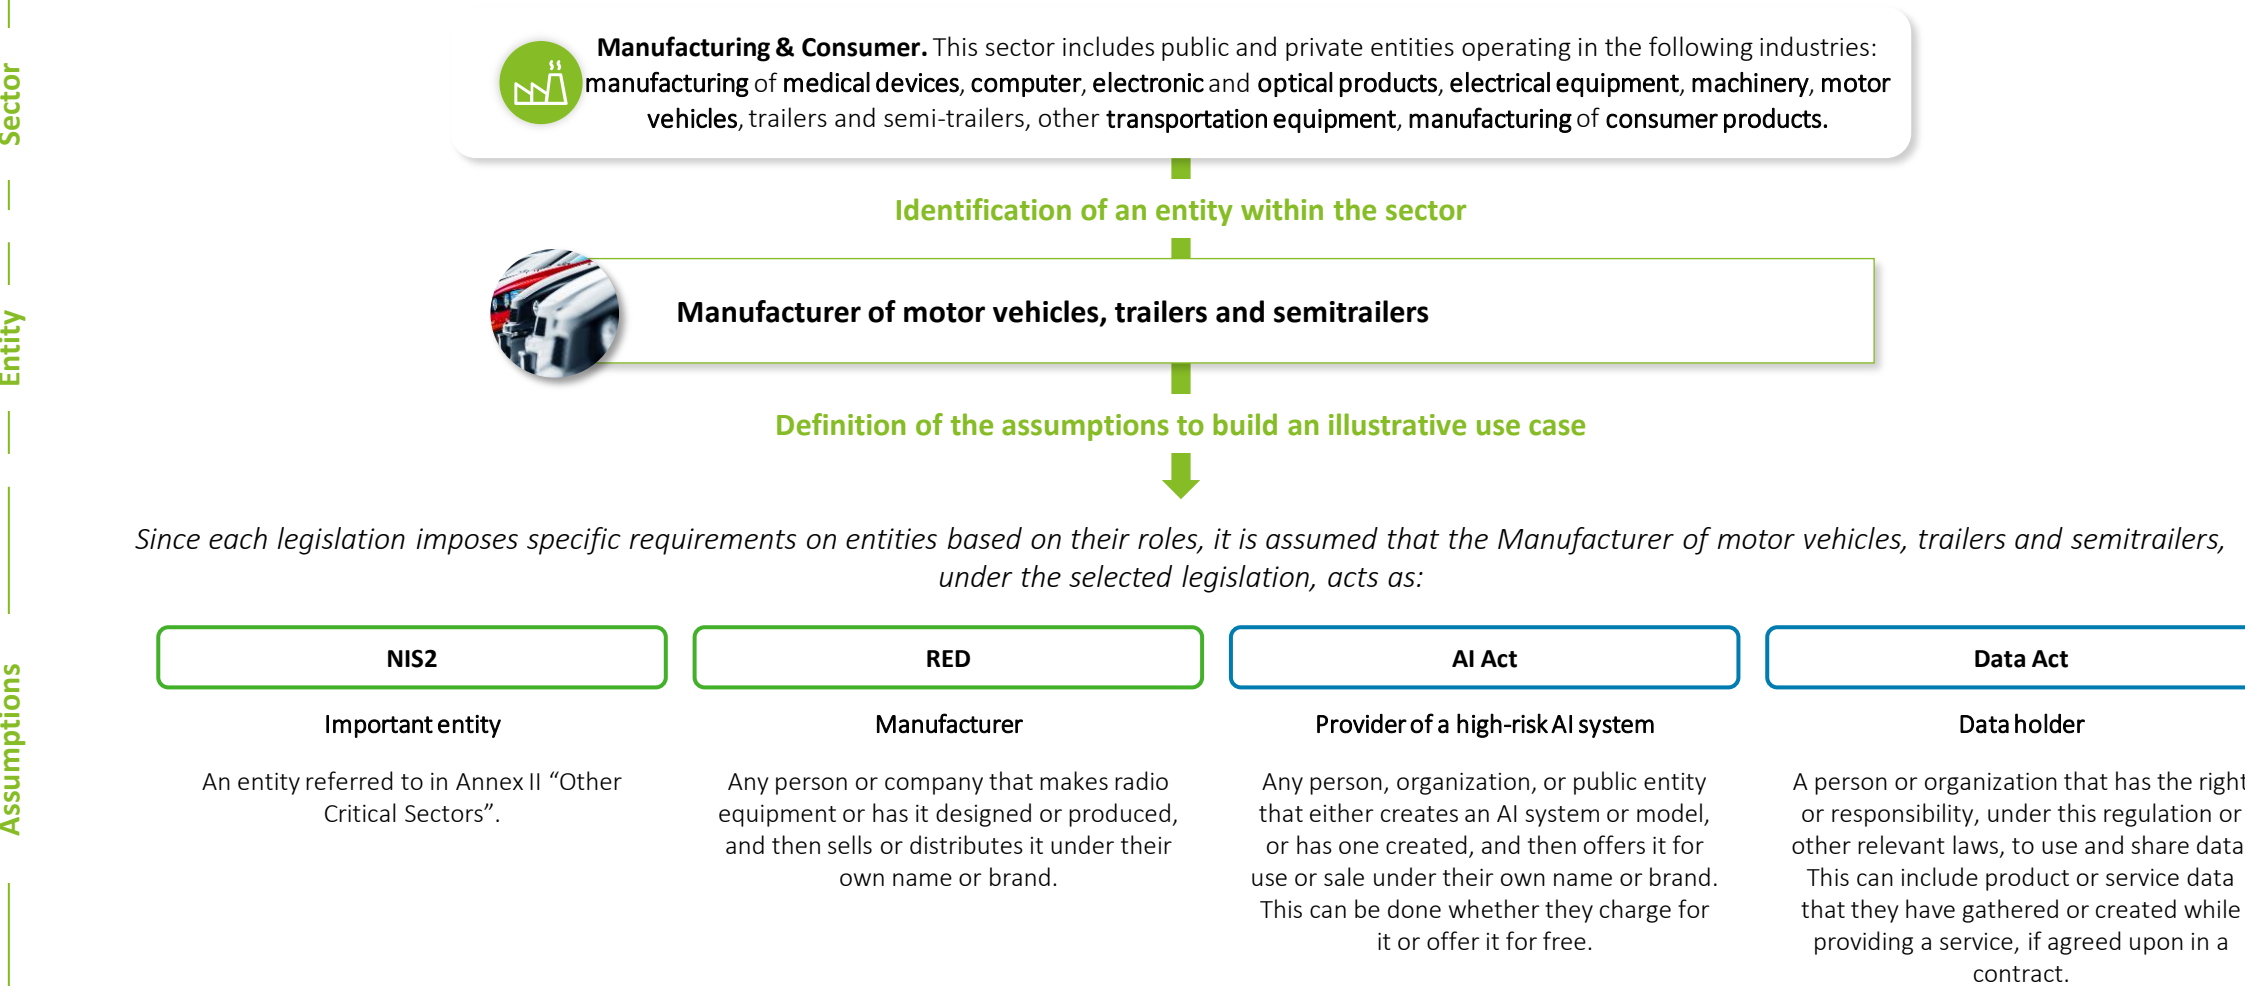 Sector
Manufacturing & Consumer. This sector includes public and private entities operating in the following industries:
manufacturing of medical devices, computer, electronic and optical products, electrical equipment, machinery, motor
vehicles, trailers and semi-trailers, other transportation equipment, manufacturing of consumer products.
Identification of an entity within the sector
Entity
Manufacturer of motor vehicles, trailers and semitrailers
Definition of the assumptions to build an illustrative use case
Assumptions
Since each legislation imposes specific requirements on entities based on their roles, it is assumed that the Manufacturer of motor vehicles, trailers and semitrailers,
under the selected legislation, acts as:
NIS2
Important entity
An entity referred to in Annex II “Other
Critical Sectors”.
RED
Manufacturer
Any person or company that makes radio
equipment or has it designed or produced,
and then sells or distributes it under their
own name or brand.
AI Act
Provider of a high-risk AI system
Any person, organization, or public entity
that either creates an AI system or model,
or has one created, and then offers it for
use or sale under their own name or brand.
This can be done whether they charge for
it or offer it for free.
Data Act
Data holder
A person or organization that has the right
or responsibility, under this regulation or
other relevant laws, to use and share data
This can include product or service data
that they have gathered or created while
providing a service, if agreed upon in a
contract.